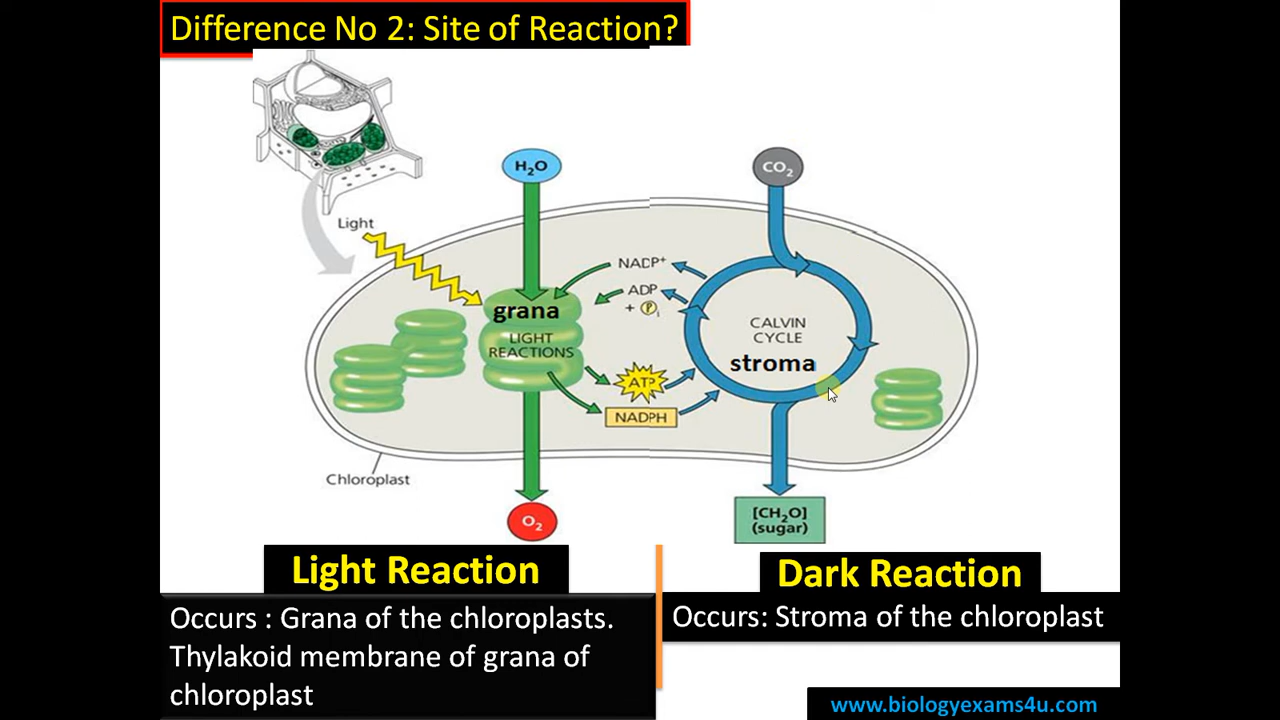 Difference No 2: Site of Reaction?
H₂O
CO₂
Light
NADP⁺
ADP
+ Pᵢ
grana
LIGHT
REACTIONS
CALVIN
CYCLE
stroma
ATP
NADPH
Chloroplast
O₂
[CH₂O]
(sugar)
Light Reaction
Dark Reaction
Occurs : Grana of the chloroplasts.
Thylakoid membrane of grana of
chloroplast
Occurs: Stroma of the chloroplast
www.biologyexams4u.com